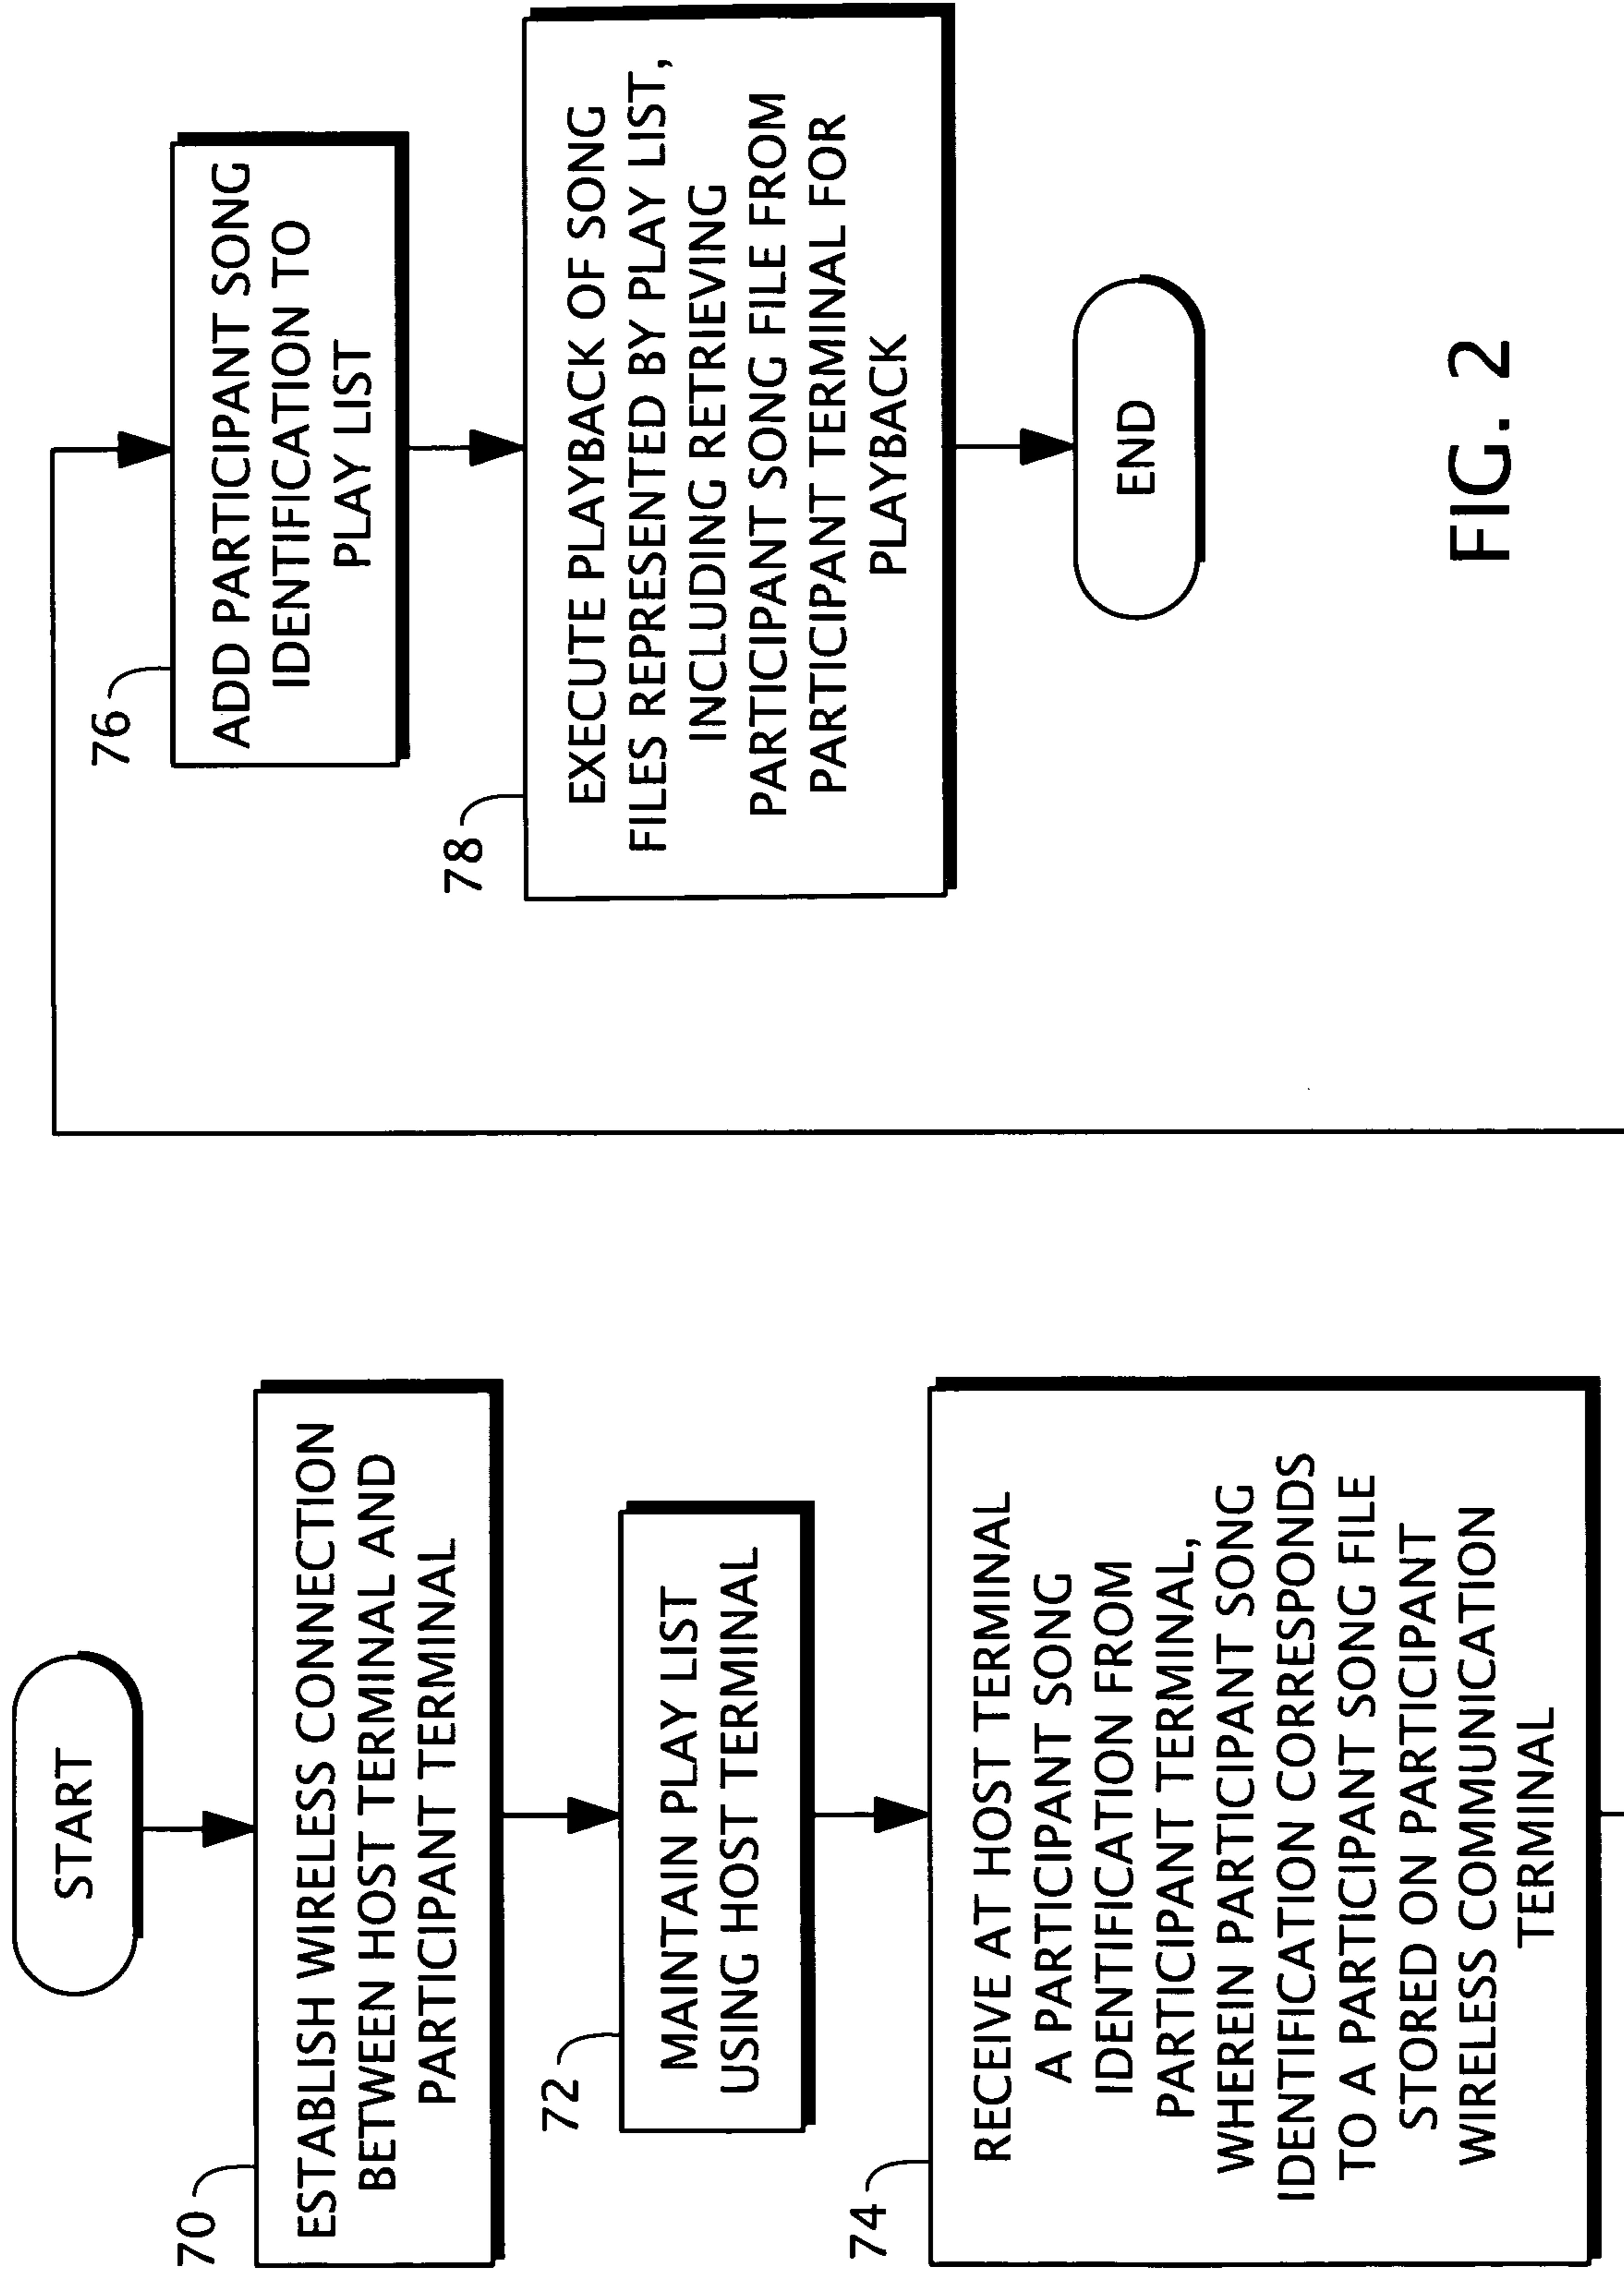 START
70
ESTABLISH WIRELESS CONNECTION
BETWEEN HOST TERMINAL AND
PARTICIPANT TERMINAL
72
MAINTAIN PLAY LIST
USING HOST TERMINAL
74
RECEIVE AT HOST TERMINAL
A PARTICIPANT SONG
IDENTIFICATION FROM
PARTICIPANT TERMINAL,
WHEREIN PARTICIPANT SONG
IDENTIFICATION CORRESPONDS
TO A PARTICIPANT SONG FILE
STORED ON PARTICIPANT
WIRELESS COMMUNICATION
TERMINAL
76
ADD PARTICIPANT SONG
IDENTIFICATION TO
PLAY LIST
78
EXECUTE PLAYBACK OF SONG
FILES REPRESENTED BY PLAY LIST,
INCLUDING RETRIEVING
PARTICIPANT SONG FILE FROM
PARTICIPANT TERMINAL FOR
PLAYBACK
END
FIG. 2